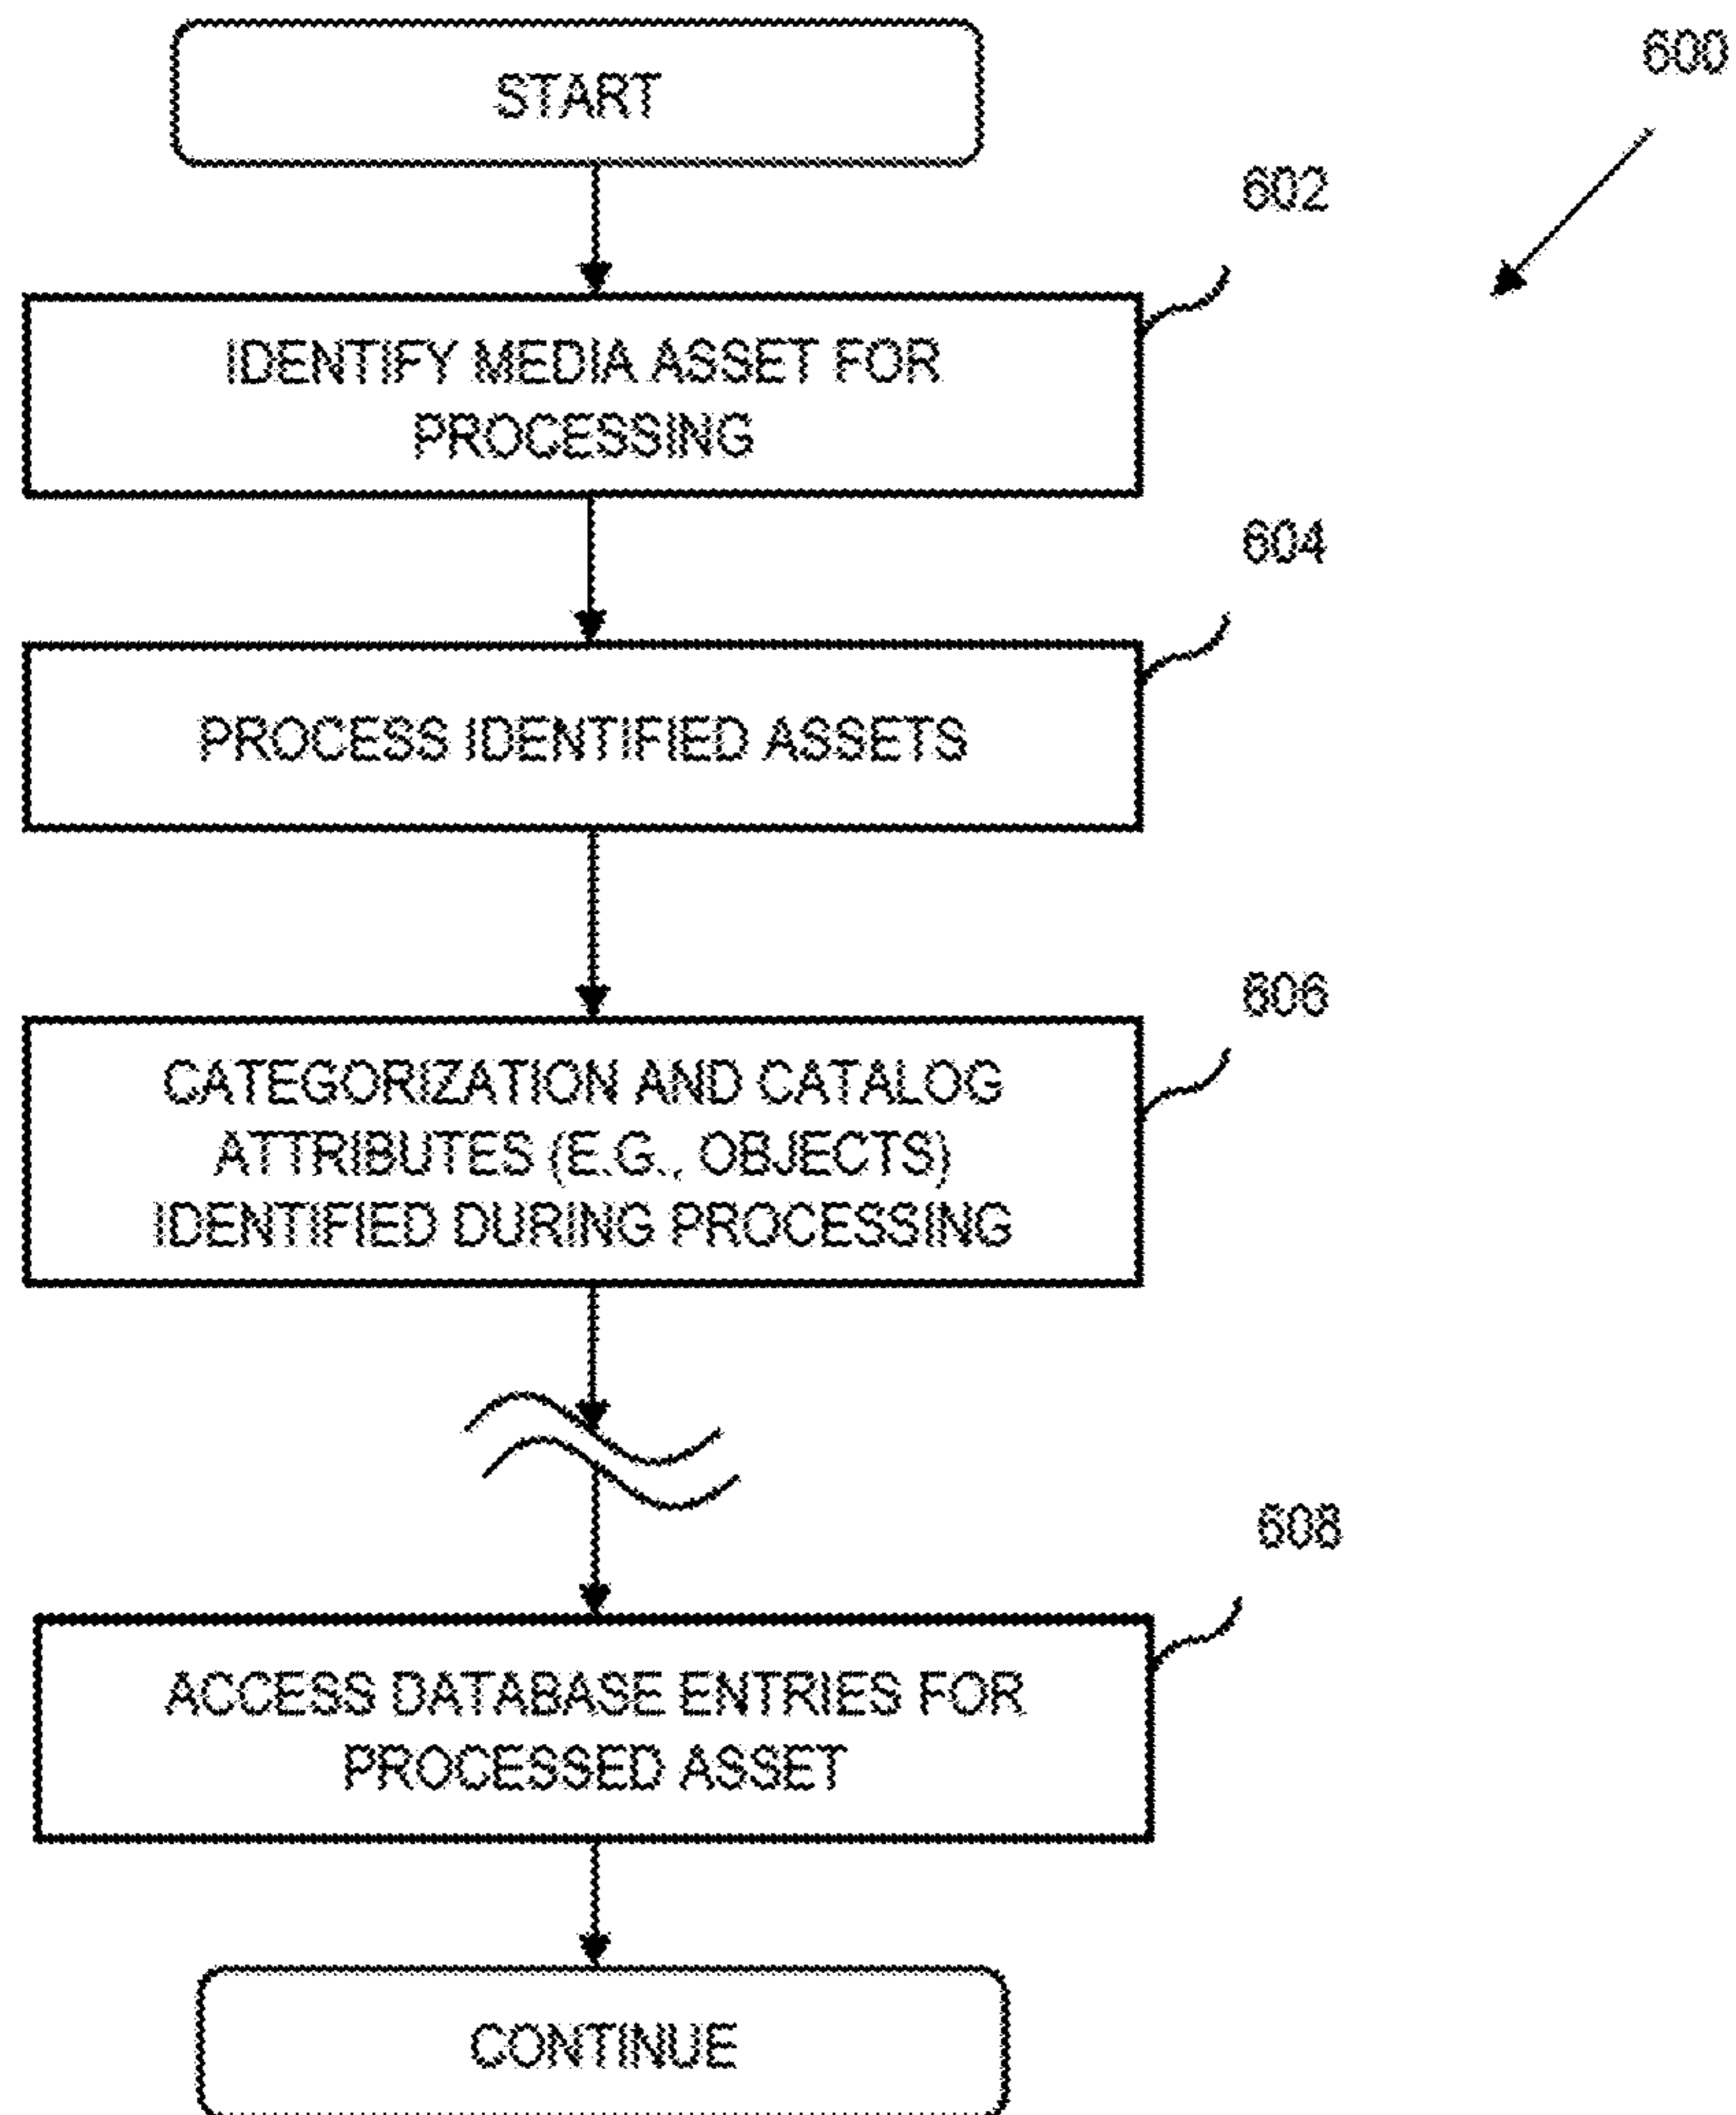 START
600
602
IDENTIFY MEDIA ASSET FOR
PROCESSING
604
PROCESS IDENTIFIED ASSETS
606
CATEGORIZATION AND CATALOG
ATTRIBUTES (E.G., OBJECTS)
IDENTIFIED DURING PROCESSING
608
ACCESS DATABASE ENTRIES FOR
PROCESSED ASSET
CONTINUE